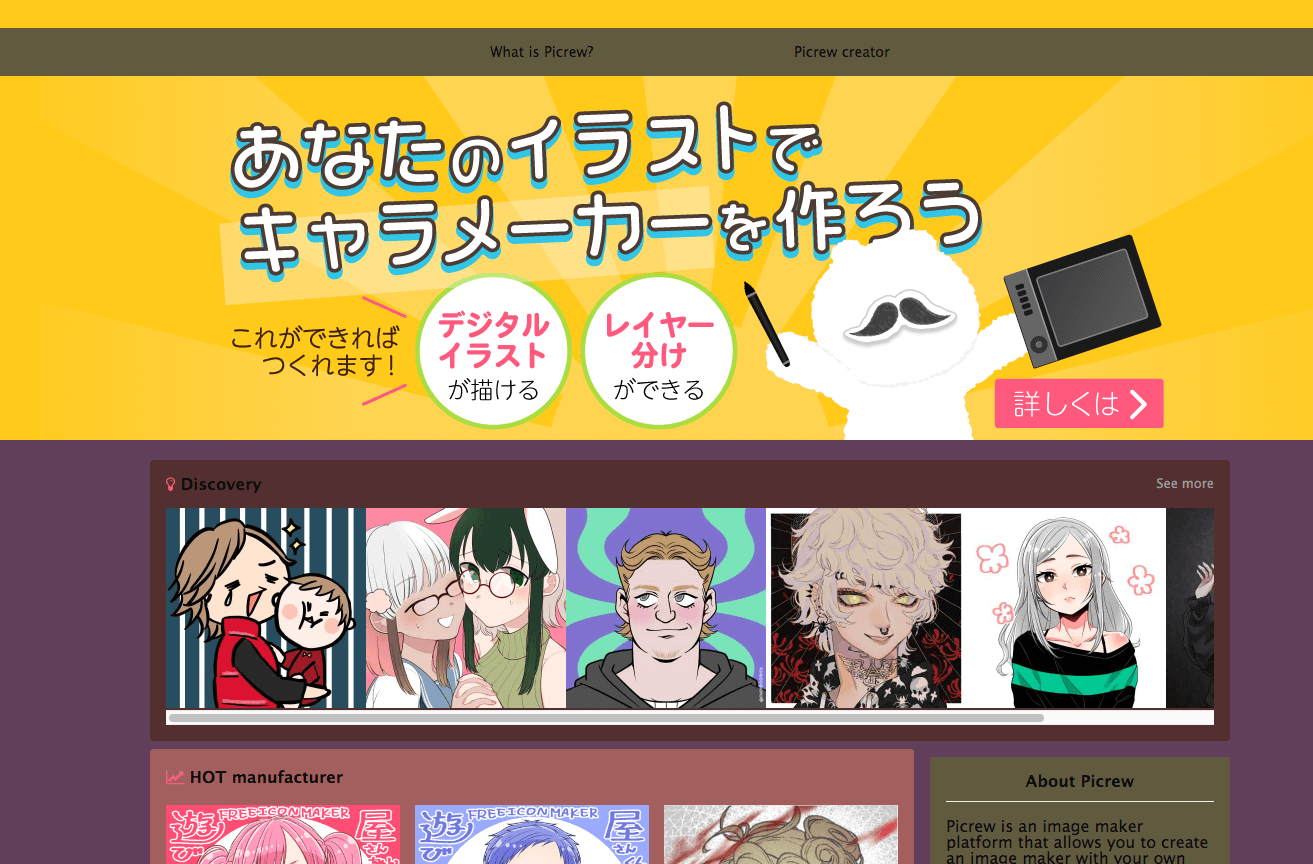 What is Picrew?
Picrew creator
あなたのイラストで
キャラメーカーを作ろう
これができれば
つくれます!
デジタル
イラスト
が描ける
レイヤー
分け
ができる
詳しくは
Discovery
See more
HOT manufacturer
遊び FREE ICON MAKER 屋さん
遊び FREE ICON MAKER 屋さん
About Picrew
Picrew is an image maker
platform that allows you to create
an image maker with your own